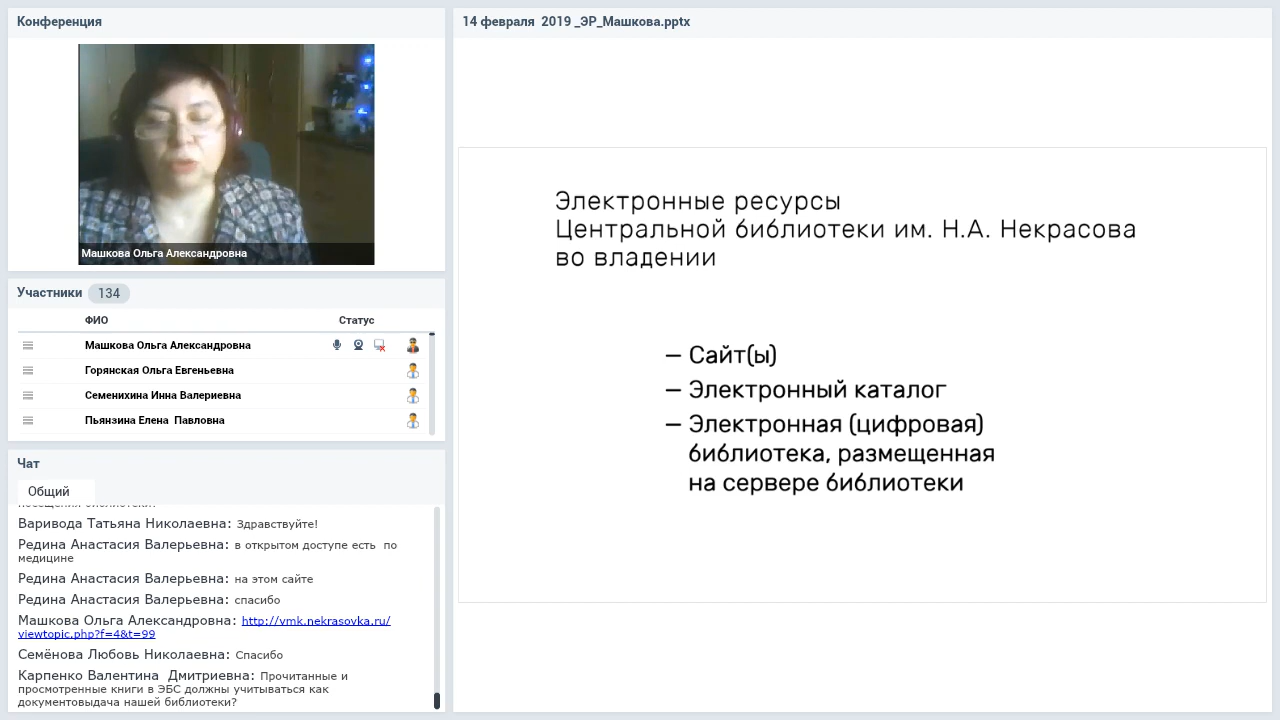 Конференция
Машкова Ольга Александровна
Участники 134
ФИО Статус
Машкова Ольга Александровна
Горянская Ольга Евгеньевна
Семенихина Инна Валериевна
Пьянзина Елена Павловна
Чат
Общий
посещения библиотеки?
Варивода Татьяна Николаевна: Здравствуйте!
Редина Анастасия Валерьевна: в открытом доступе есть по
медицине
Редина Анастасия Валерьевна: на этом сайте
Редина Анастасия Валерьевна: спасибо
Машкова Ольга Александровна: http://vmk.nekrasovka.ru/
viewtopic.php?f=4&t=99
Семёнова Любовь Николаевна: Спасибо
Карпенко Валентина Дмитриевна: Прочитанные и
просмотренные книги в ЭБС должны учитываться как
документовыдача нашей библиотеки?
14 февраля 2019 _ЭР_Машкова.pptx
Электронные ресурсы
Центральной библиотеки им. Н.А. Некрасова
во владении
— Сайт(ы)
— Электронный каталог
— Электронная (цифровая)
библиотека, размещенная
на сервере библиотеки